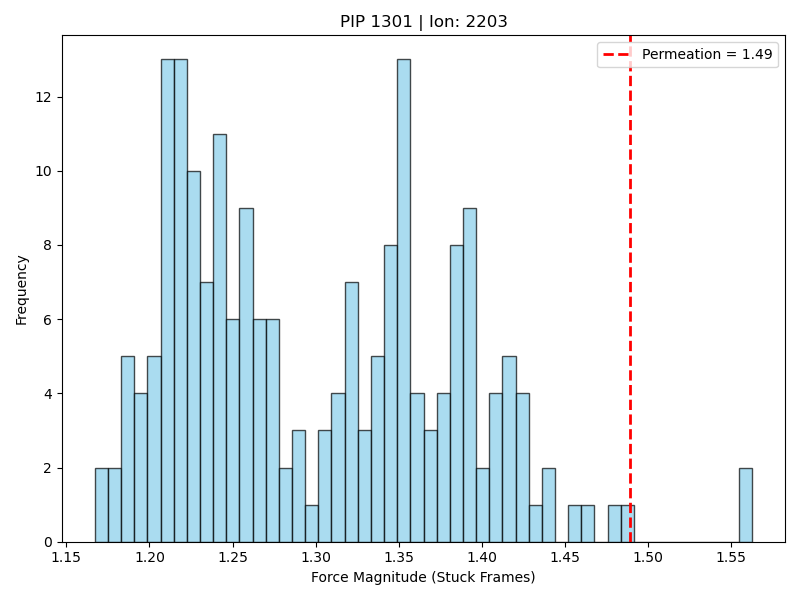 PIP 1301 | Ion: 2203
Permeation = 1.49
Frequency
12
10
8
6
4
2
0
1.15 1.20 1.25 1.30 1.35 1.40 1.45 1.50 1.55
Force Magnitude (Stuck Frames)